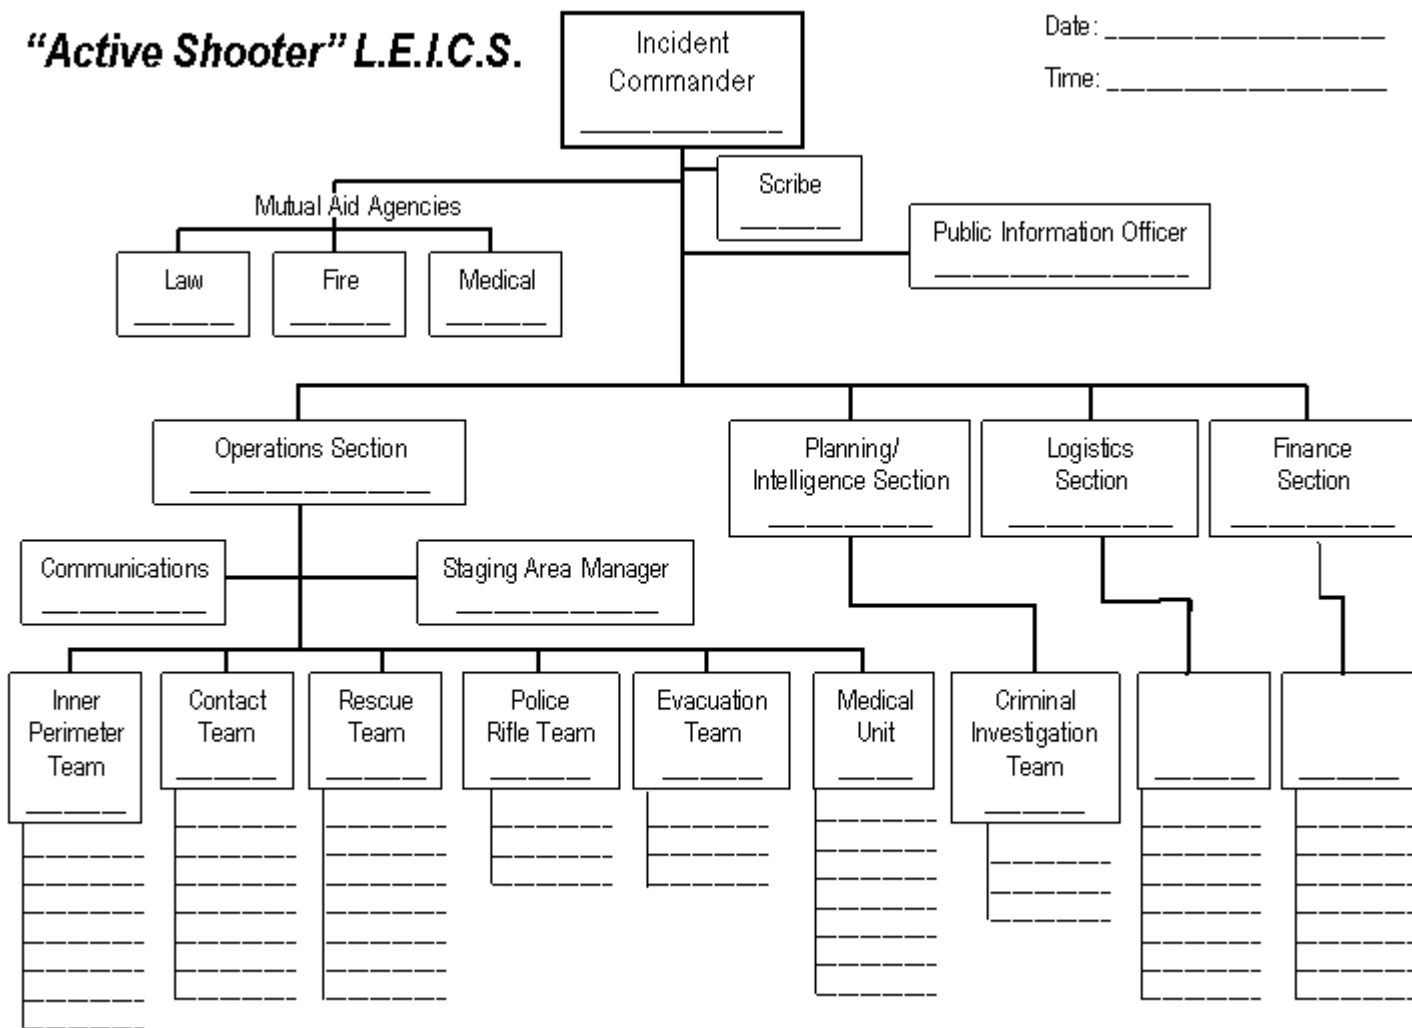 “Active Shooter” L.E.I.C.S.
Incident
Commander
Date:
Time:
Scribe
Mutual Aid Agencies
Public Information Officer
Law
Fire
Medical
Operations Section
Planning/
Intelligence Section
Logistics
Section
Finance
Section
Communications
Staging Area Manager
Inner
Perimeter
Team
Contact
Team
Rescue
Team
Police
Rifle Team
Evacuation
Team
Medical
Unit
Criminal
Investigation
Team